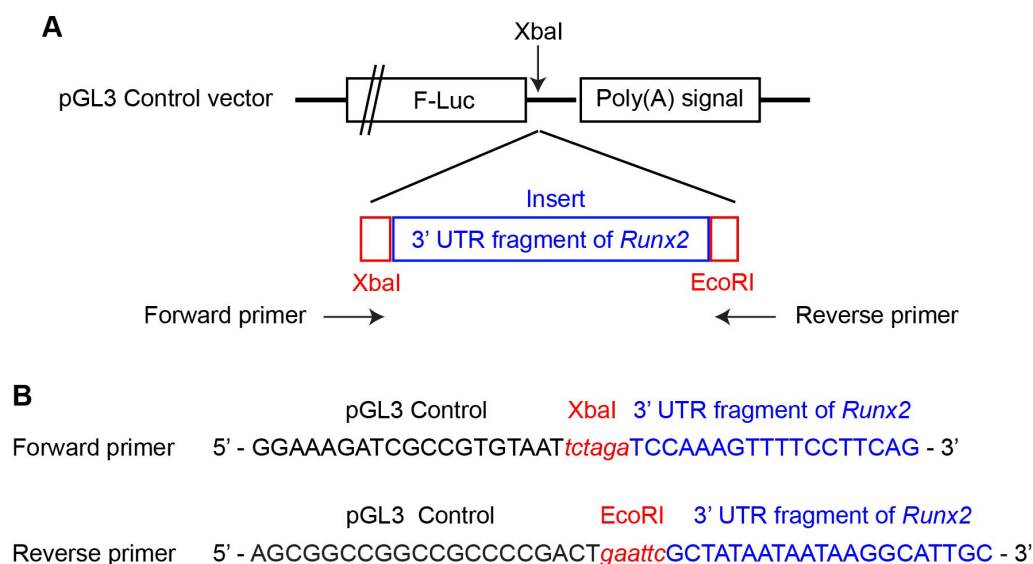 A
XbaI
pGL3 Control vector F-Luc Poly(A) signal
Insert
3’ UTR fragment of Runx2
XbaI EcoRI
Forward primer Reverse primer
B
pGL3 Control XbaI 3’ UTR fragment of Runx2
Forward primer 5’ - GGAAAGATCGCCGTGTAATtctagaTCCAAAGTTTTCCTTCAG - 3’
pGL3 Control EcoRI 3’ UTR fragment of Runx2
Reverse primer 5’ - AGCGGCCGGCCGCCCCGACTgaattcGCTATAATAATAAGGCATTGC - 3’